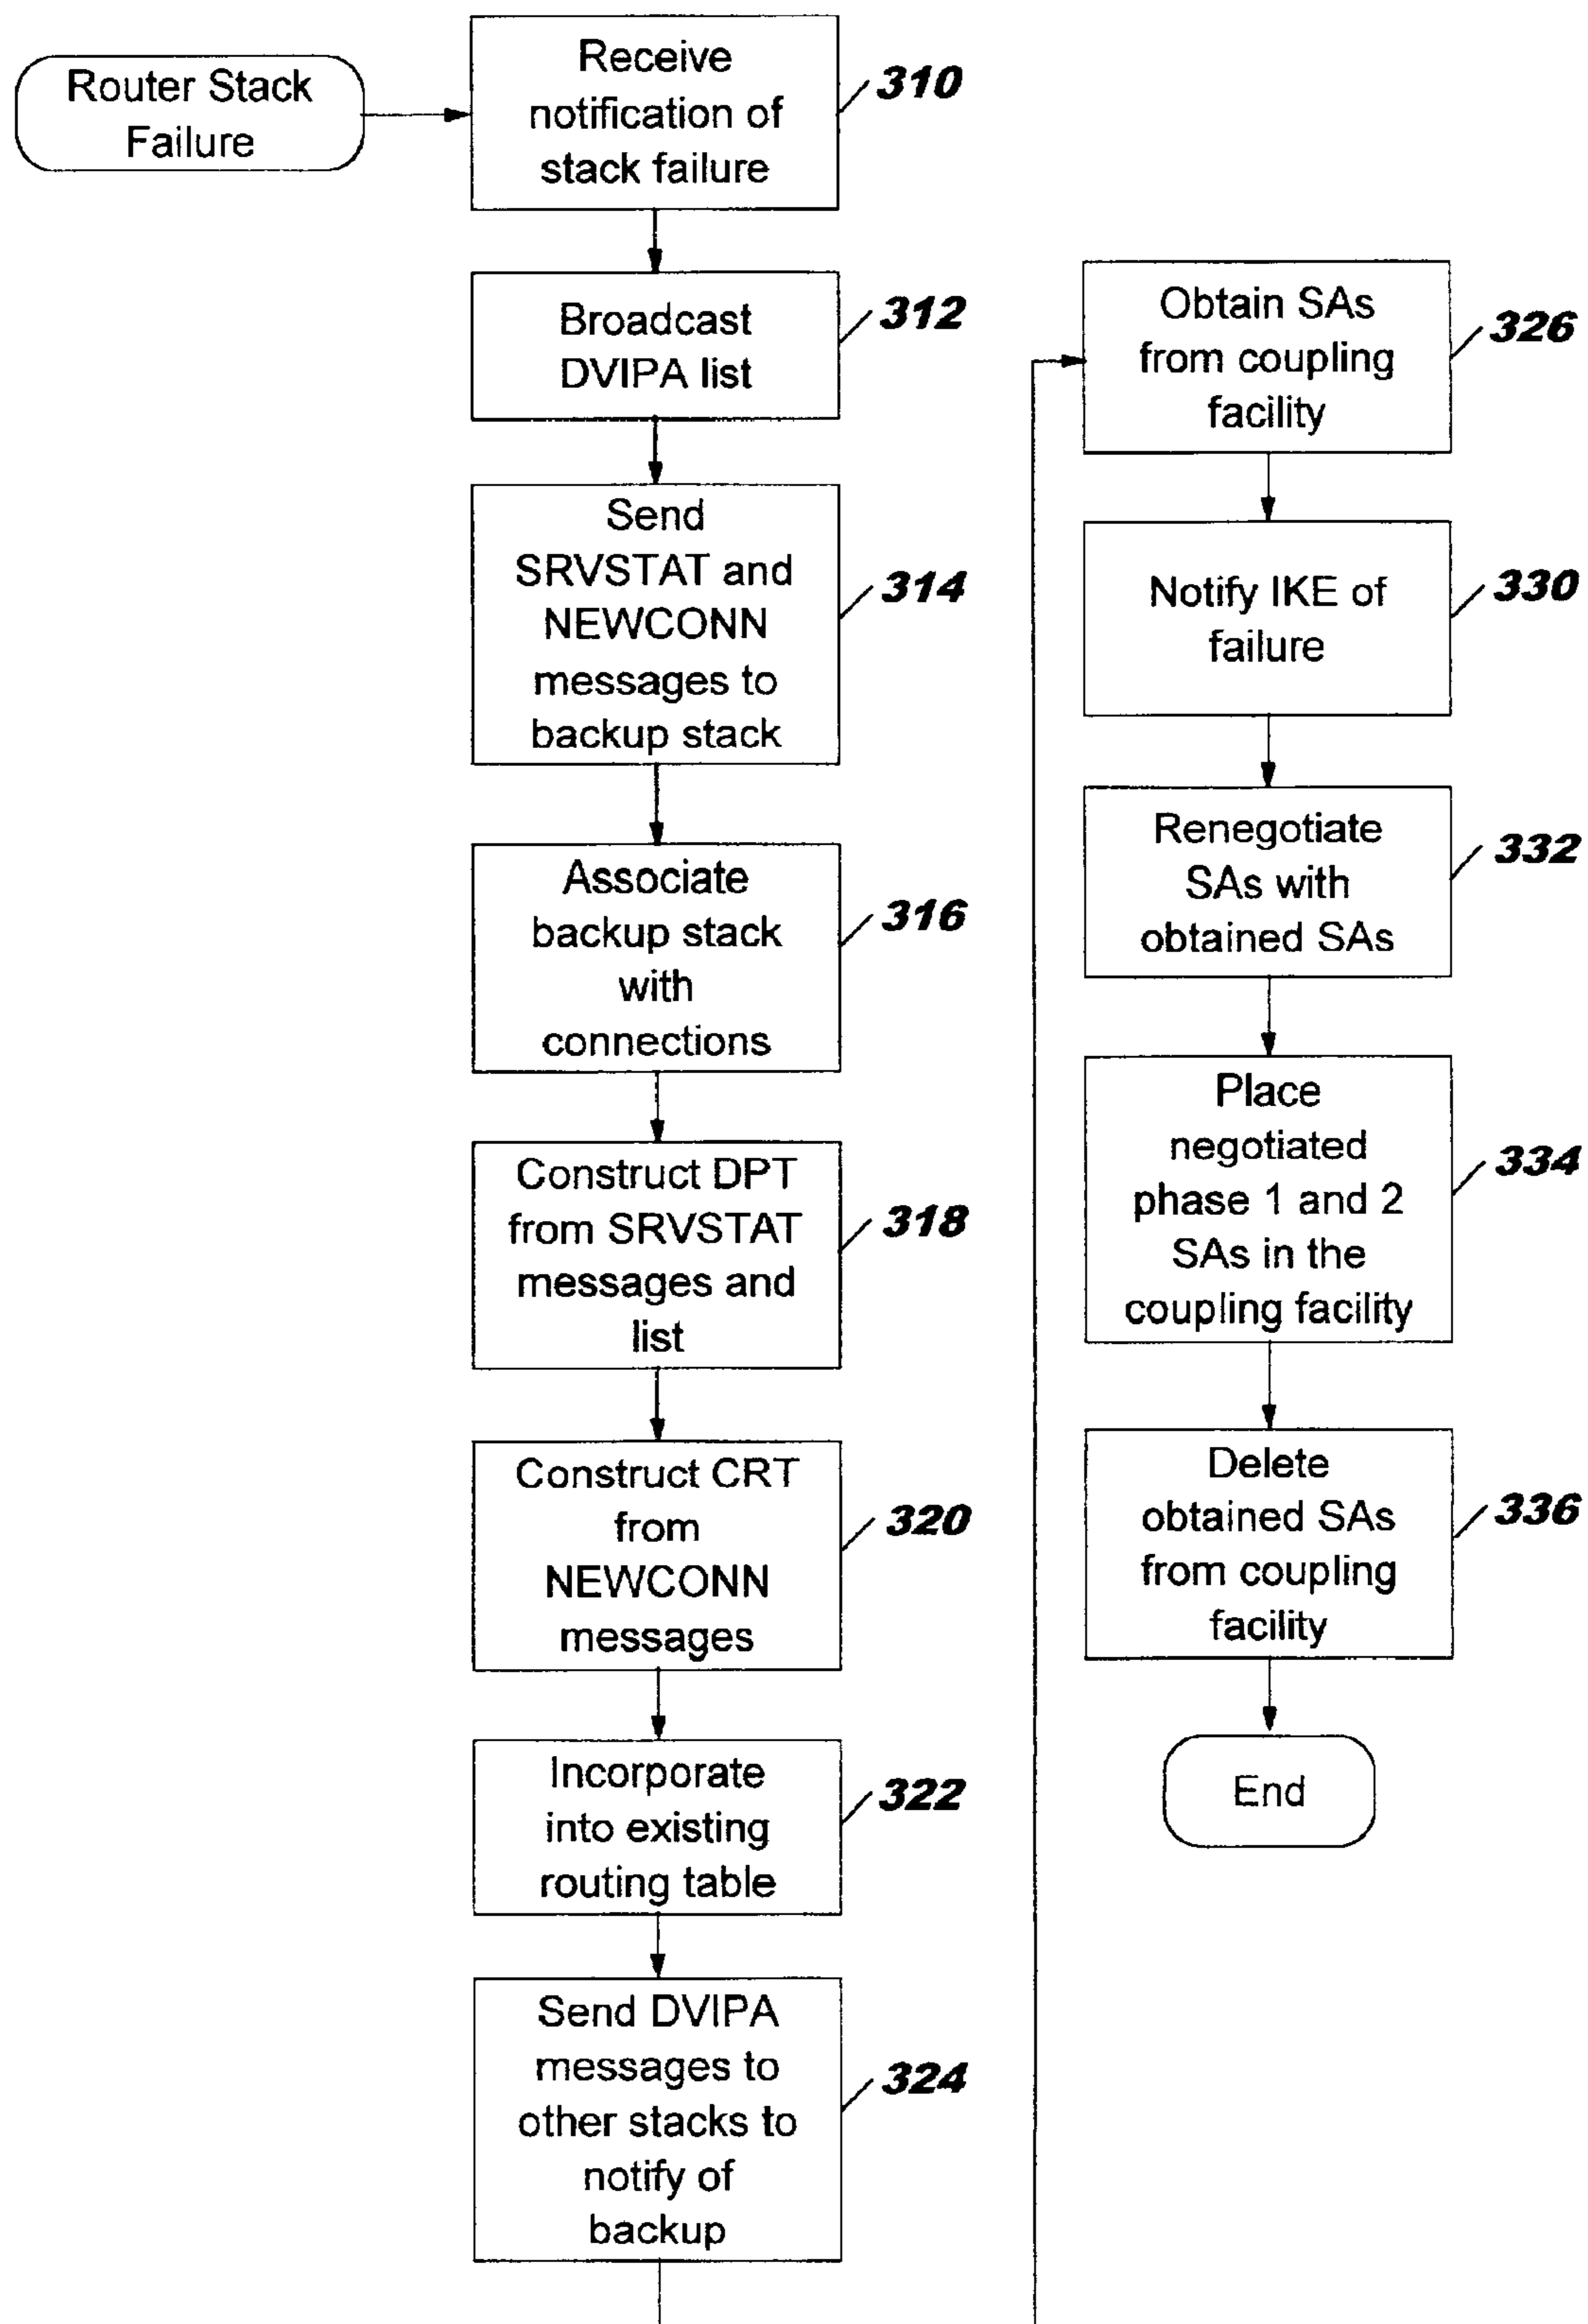 Router Stack
Failure
Receive
notification of
stack failure
310
Broadcast
DVIPA list
312
Send
SRVSTAT and
NEWCONN
messages to
backup stack
314
Associate
backup stack
with
connections
316
Construct DPT
from SRVSTAT
messages and
list
318
Construct CRT
from
NEWCONN
messages
320
Incorporate
into existing
routing table
322
Send DVIPA
messages to
other stacks to
notify of
backup
324
Obtain SAs
from coupling
facility
326
Notify IKE of
failure
330
Renegotiate
SAs with
obtained SAs
332
Place
negotiated
phase 1 and 2
SAs in the
coupling facility
334
Delete
obtained SAs
from coupling
facility
336
End